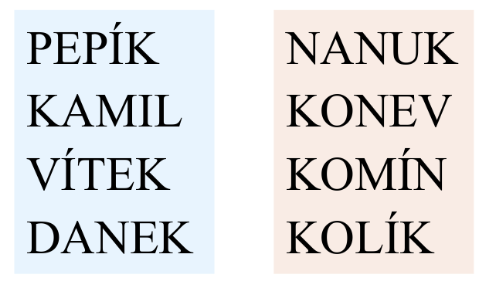 PEPÍK
KAMIL
VÍTEK
DANEK
NANUK
KONEV
KOMÍN
KOLÍK